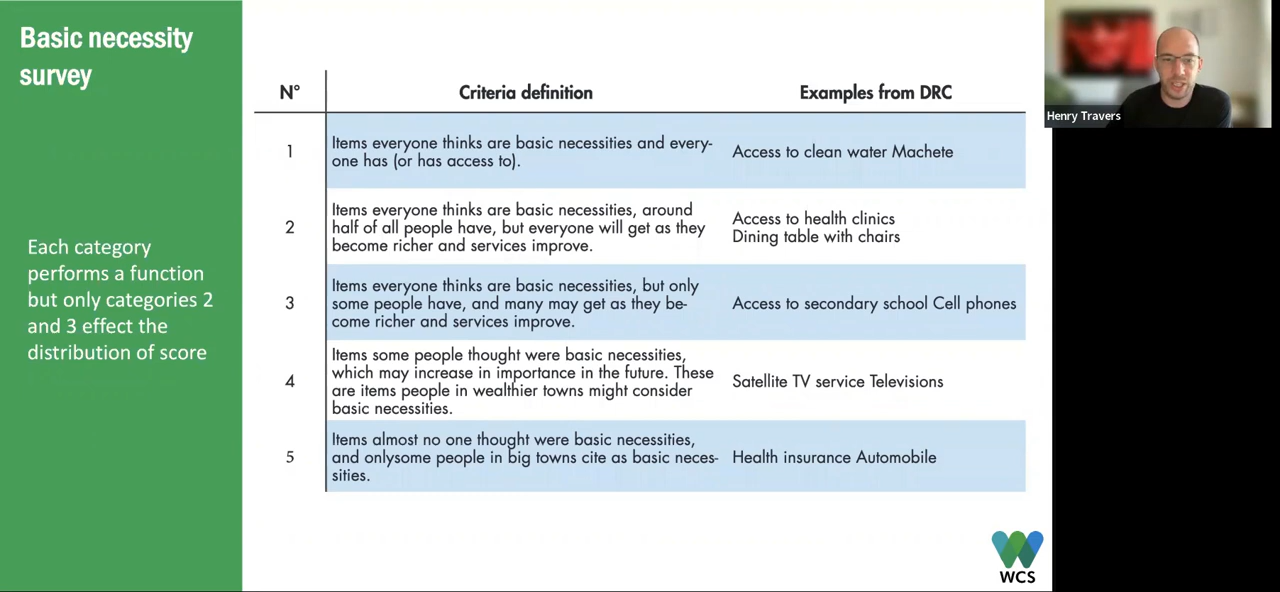 Basic necessity
survey
Each category
performs a function
but only categories 2
and 3 effect the
distribution of score
N° Criteria definition Examples from DRC
1 Items everyone thinks are basic necessities and every-
one has (or has access to). Access to clean water Machete
2 Items everyone thinks are basic necessities, around
half of all people have, but everyone will get as they
become richer and services improve.
Access to health clinics
Dining table with chairs
3 Items everyone thinks are basic necessities, but only
some people have, and many may get as they be-
come richer and services improve.
Access to secondary school Cell phones
4 Items some people thought were basic necessities,
which may increase in importance in the future. These
are items people in wealthier towns might consider
basic necessities.
Satellite TV service Televisions
5 Items almost no one thought were basic necessities,
and onlysome people in big towns cite as basic neces-
sities.
Health insurance Automobile
WCS
Henry Travers